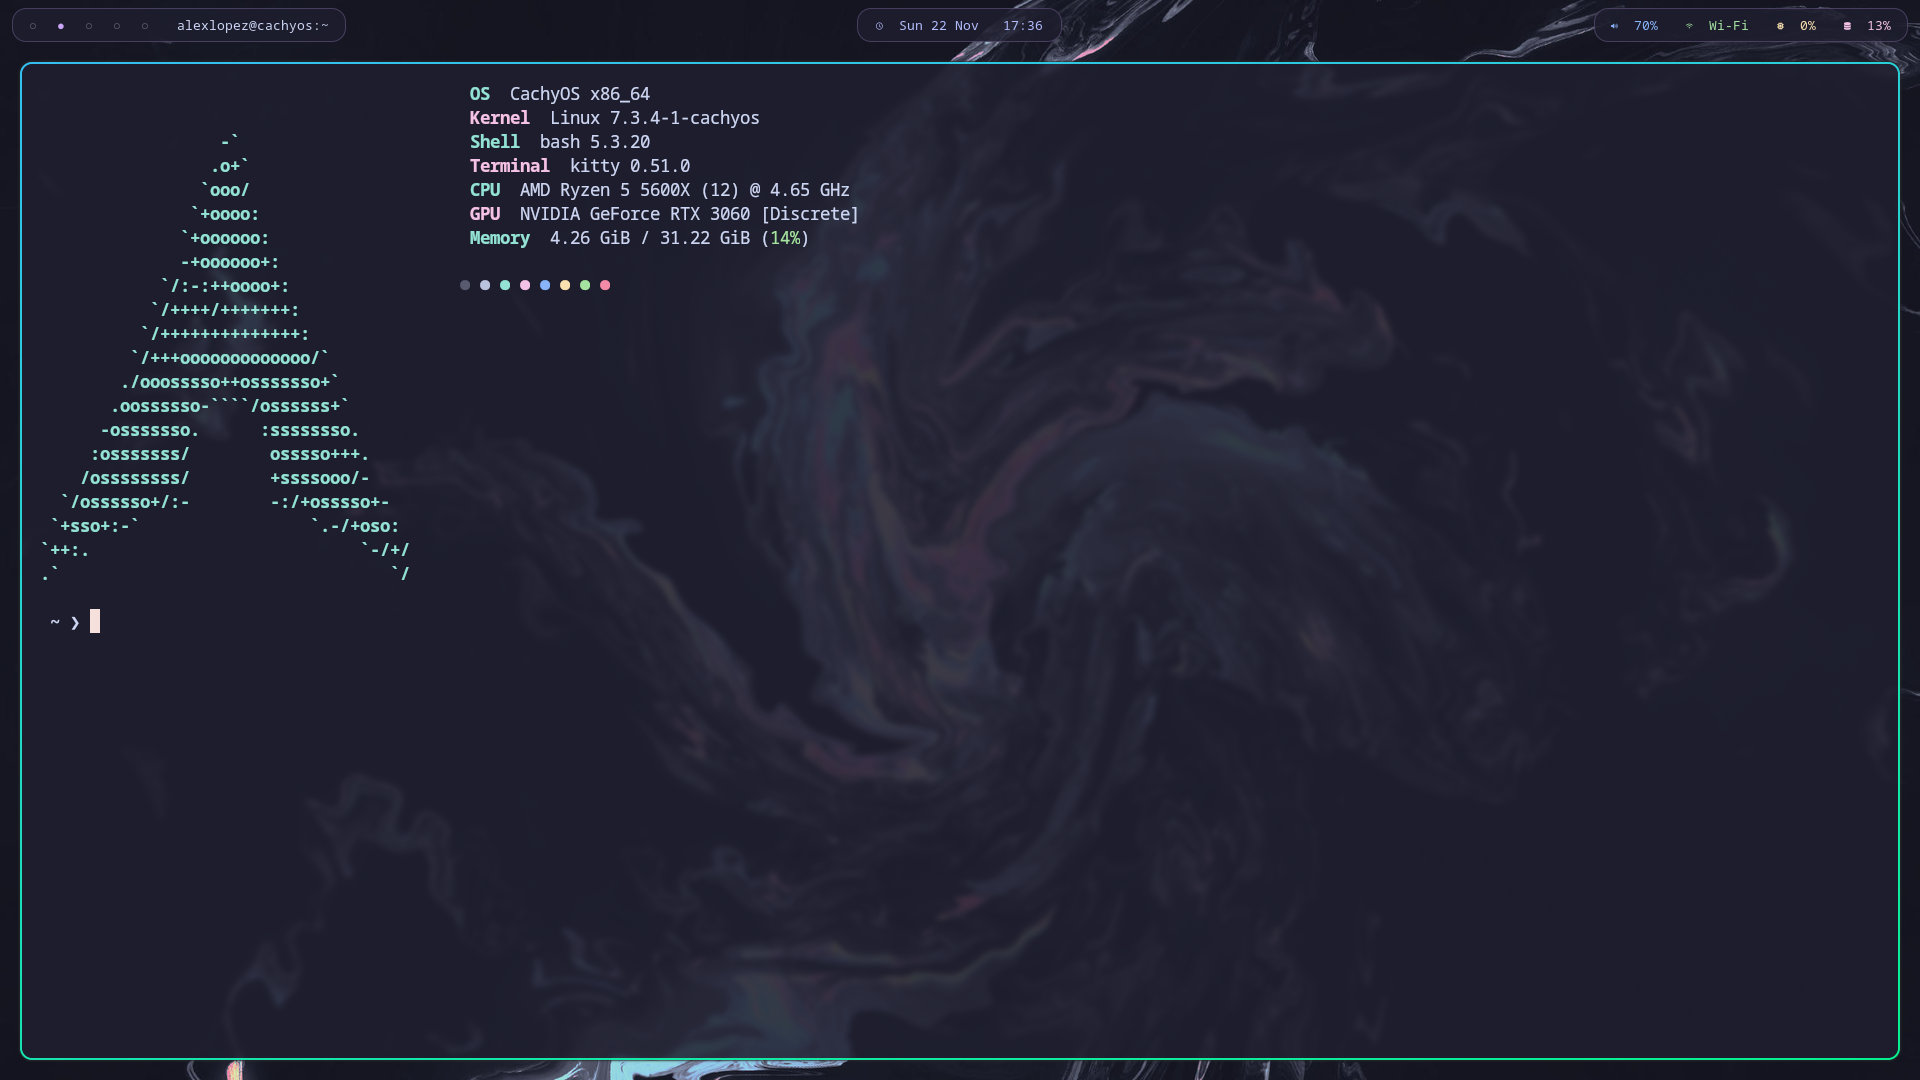 alexlopez@cachyos:~
Sun 22 Nov 17:36
70% Wi-Fi 0% 13%
OS CachyOS x86_64
Kernel Linux 7.3.4-1-cachyos
Shell bash 5.3.20
Terminal kitty 0.51.0
CPU AMD Ryzen 5 5600X (12) @ 4.65 GHz
GPU NVIDIA GeForce RTX 3060 [Discrete]
Memory 4.26 GiB / 31.22 GiB (14%)
-`
.o+`
`ooo/
`+oooo:
`+oooooo:
-+oooooo+:
`/:-:++oooo+:
`/++++/+++++++:
`/++++++++++++++:
`/+++ooooooooooooo/`
./ooosssso++osssssso+`
.oossssso-````/ossssss+`
-osssssso. :ssssssso.
:osssssss/ osssso+++.
/ossssssss/ +ssssooo/-
`/ossssso+/:- -:/+osssso+-
`+sso+:-` `.-/+oso:
`++:. `-/+/
.` `/
~ ❯